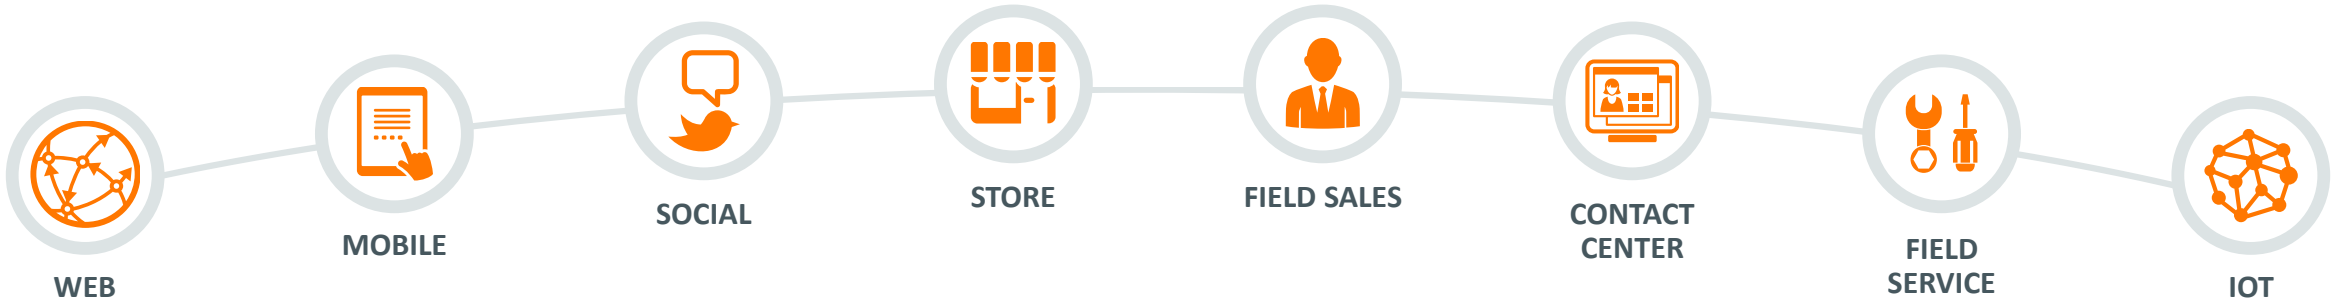 WEB
MOBILE
SOCIAL
STORE
FIELD SALES
CONTACT
CENTER
FIELD
SERVICE
IOT